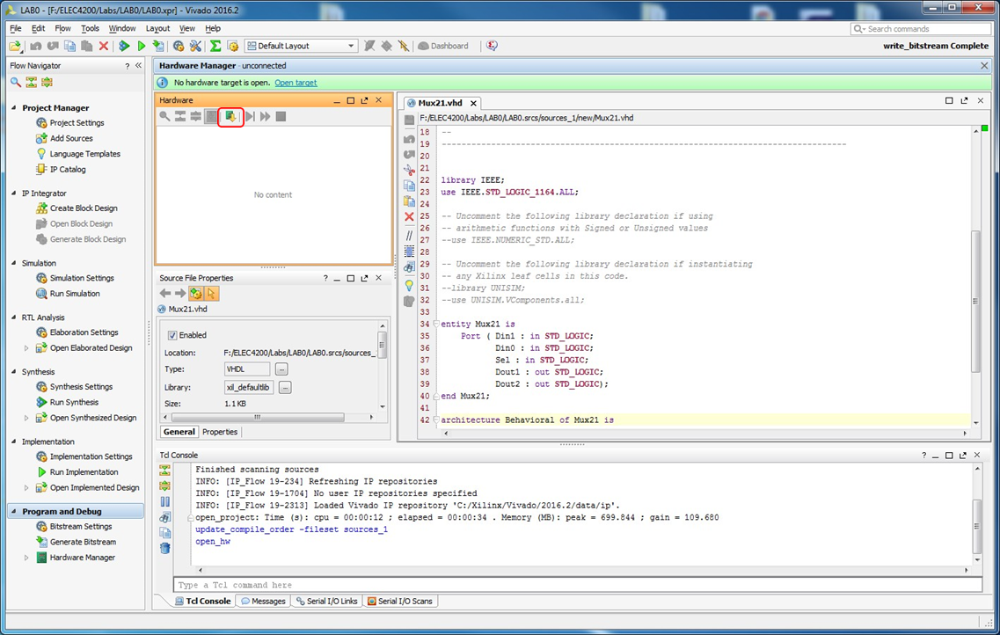 LAB0 - [F:/ELEC4200/Labs/LAB0/LAB0.xpr] - Vivado 2016.2
File Edit Flow Tools Window Layout View Help
Search commands
Default Layout
Dashboard
write_bitstream Complete
Flow Navigator
Project Manager
Project Settings
Add Sources
Language Templates
IP Catalog
IP Integrator
Create Block Design
Open Block Design
Generate Block Design
Simulation
Simulation Settings
Run Simulation
RTL Analysis
Elaboration Settings
Open Elaborated Design
Synthesis
Synthesis Settings
Run Synthesis
Open Synthesized Design
Implementation
Implementation Settings
Run Implementation
Open Implemented Design
Program and Debug
Bitstream Settings
Generate Bitstream
Hardware Manager
Hardware Manager - unconnected
No hardware target is open. Open target
Hardware
No content
Source File Properties
Mux21.vhd
Enabled
Location: F:/ELEC4200/Labs/LAB0/LAB0.srcs/sources_
Type: VHDL
Library: xil_defaultlib
Size: 1.1 KB
General Properties
Mux21.vhd
F:/ELEC4200/Labs/LAB0/LAB0.srcs/sources_1/new/Mux21.vhd
18 --
19 ----------------------------------------------------------------------------------
20
21
22 library IEEE;
23 use IEEE.STD_LOGIC_1164.ALL;
24
25 -- Uncomment the following library declaration if using
26 -- arithmetic functions with Signed or Unsigned values
27 --use IEEE.NUMERIC_STD.ALL;
28
29 -- Uncomment the following library declaration if instantiating
30 -- any Xilinx leaf cells in this code.
31 --library UNISIM;
32 --use UNISIM.VComponents.all;
33
34 entity Mux21 is
35 Port ( Din1 : in STD_LOGIC;
36 Din0 : in STD_LOGIC;
37 Sel : in STD_LOGIC;
38 Dout1 : out STD_LOGIC;
39 Dout2 : out STD_LOGIC);
40 end Mux21;
41
42 architecture Behavioral of Mux21 is
Tcl Console
Finished scanning sources
INFO: [IP_Flow 19-234] Refreshing IP repositories
INFO: [IP_Flow 19-1704] No user IP repositories specified
INFO: [IP_Flow 19-2313] Loaded Vivado IP repository 'C:/Xilinx/Vivado/2016.2/data/ip'.
open_project: Time (s): cpu = 00:00:12 ; elapsed = 00:00:34 . Memory (MB): peak = 699.844 ; gain = 109.680
update_compile_order -fileset sources_1
open_hw
Type a Tcl command here
Tcl Console Messages Serial I/O Links Serial I/O Scans